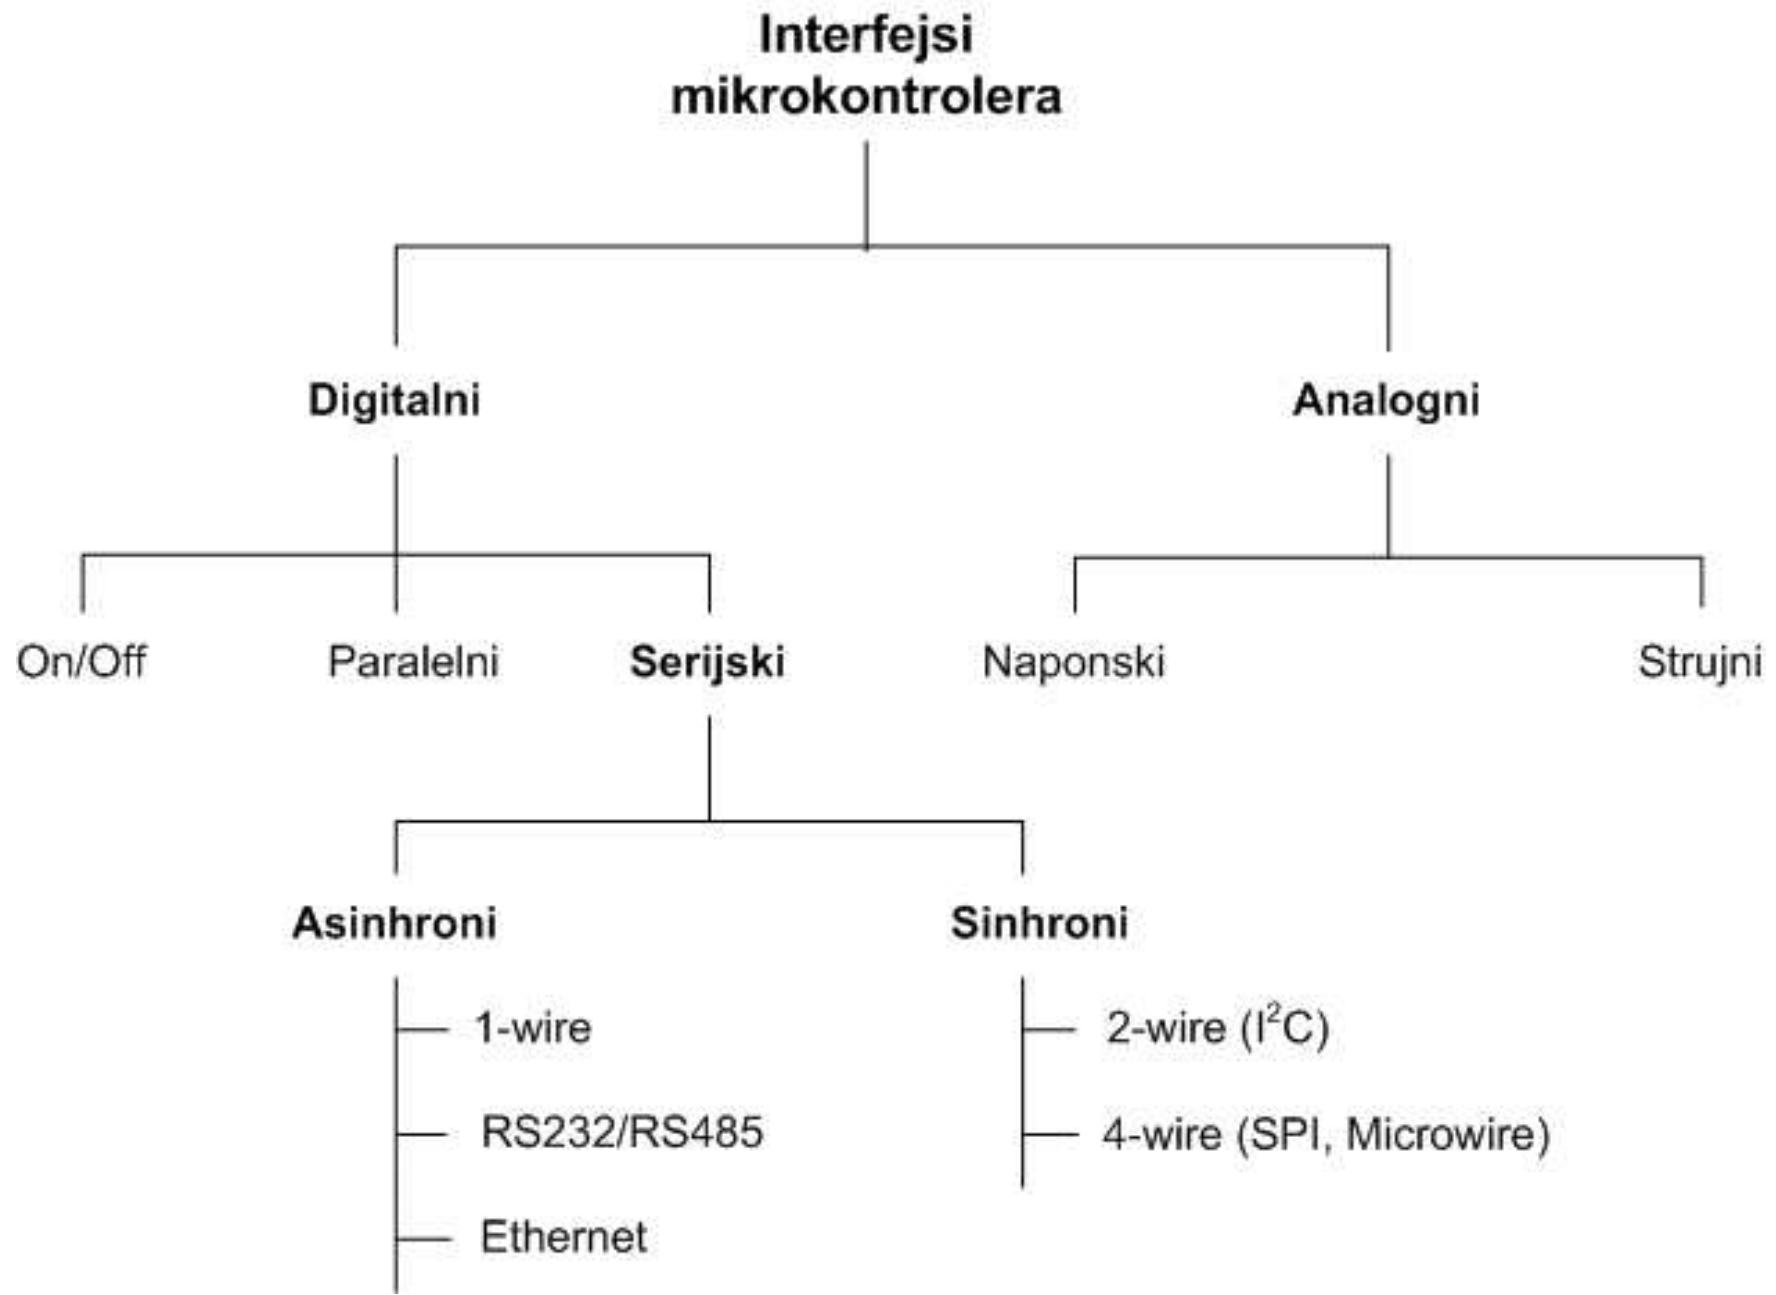 Interfejsi
mikrokontrolera
Digitalni
Analogni
On/Off
Paralelni
Serijski
Naponski
Strujni
Asinhroni
Sinhroni
1-wire
2-wire (I²C)
RS232/RS485
4-wire (SPI, Microwire)
Ethernet